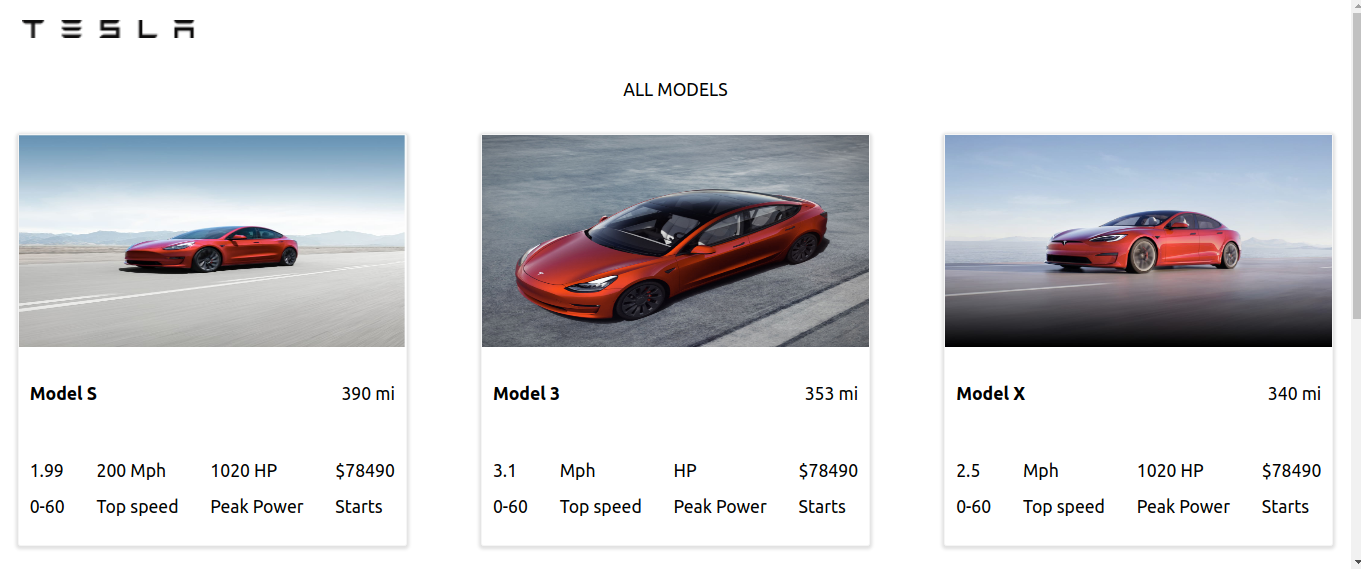 TESLA
ALL MODELS
Model S 390 mi
1.99 200 Mph 1020 HP $78490
0-60 Top speed Peak Power Starts
Model 3 353 mi
3.1 Mph HP $78490
0-60 Top speed Peak Power Starts
Model X 340 mi
2.5 Mph 1020 HP $78490
0-60 Top speed Peak Power Starts